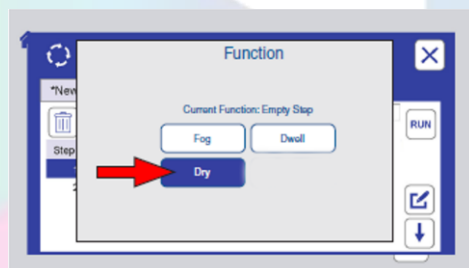 Function
*New
Current Function: Empty Step
Fog
Dwell
RUN
Step
Dry